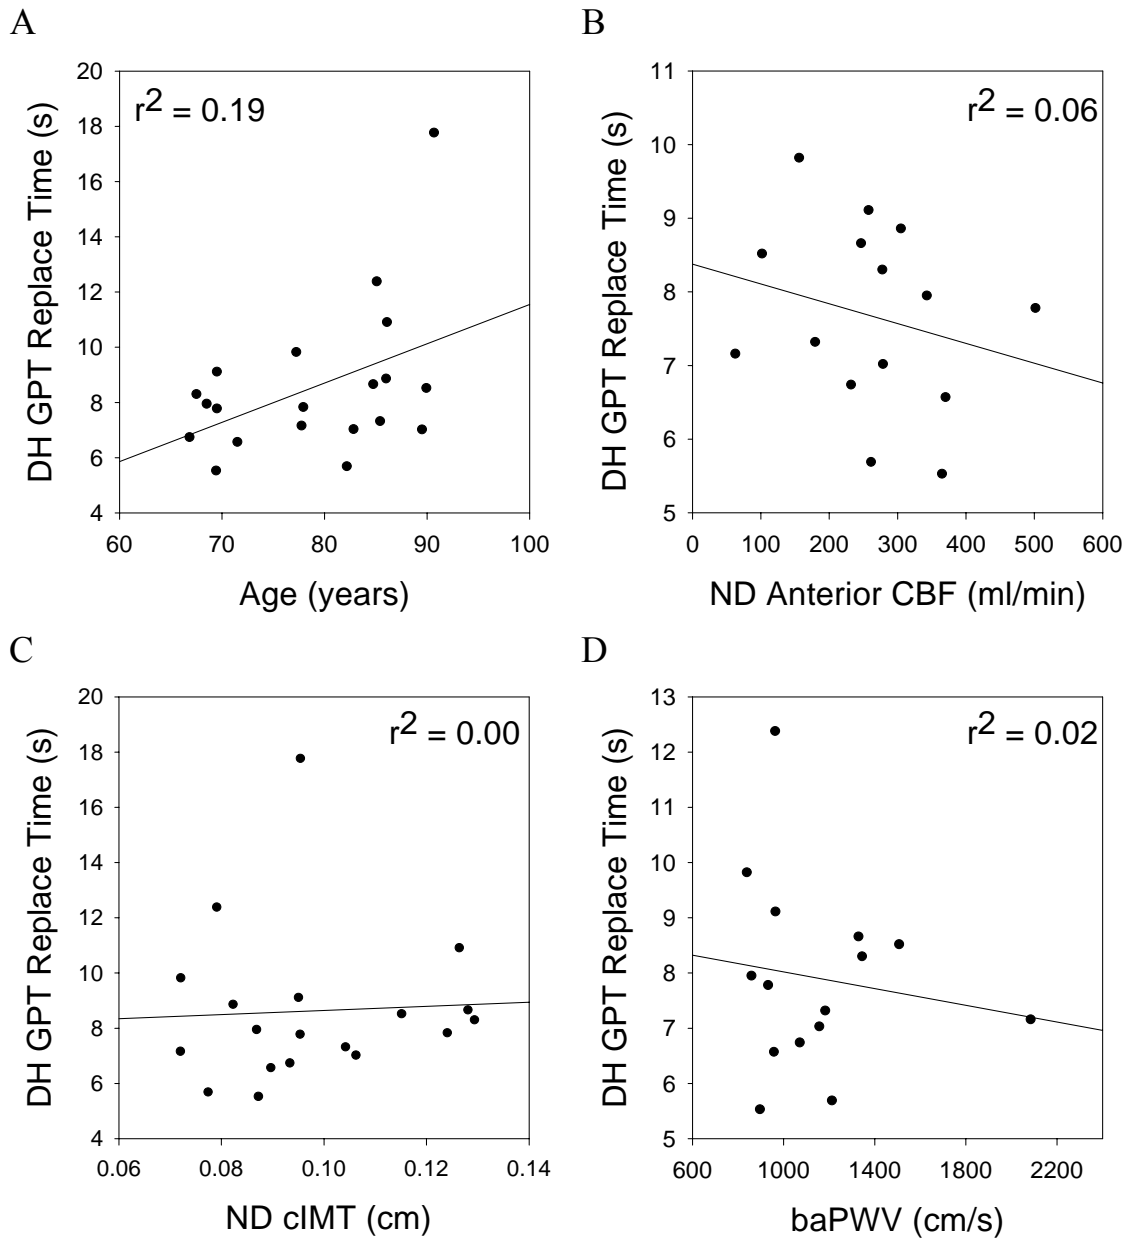 A
r2 = 0.19
DH GPT Replace Time (s)
20
18
16
14
12
10
8
6
4
60 70 80 90 100
Age (years)
B
r2 = 0.06
DH GPT Replace Time (s)
11
10
9
8
7
6
5
0 100 200 300 400 500 600
ND Anterior CBF (ml/min)
C
r2 = 0.00
DH GPT Replace Time (s)
20
18
16
14
12
10
8
6
4
0.06 0.08 0.10 0.12 0.14
ND cIMT (cm)
D
r2 = 0.02
DH GPT Replace Time (s)
13
12
11
10
9
8
7
6
5
600 1000 1400 1800 2200
baPWV (cm/s)